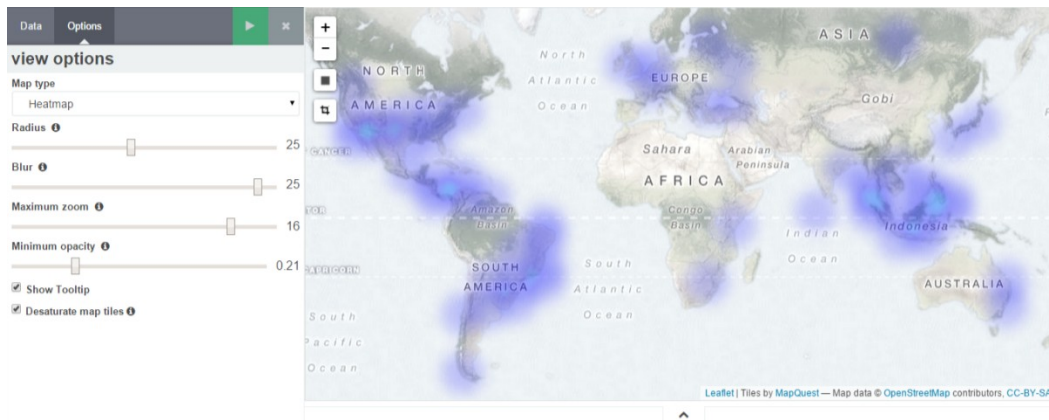 Data Options
view options
Map type
Heatmap
Radius
25
Blur
25
Maximum zoom
16
Minimum opacity
0.21
Show Tooltip
Desaturate map tiles
+
−
NORTH
AMERICA
North
Atlantic
Ocean
EUROPE
ASIA
Gobi
CANCER
Sahara
Arabian
Peninsula
AFRICA
TOR
Amazon
Basin
Congo
Basin
Indian
Ocean
Indonesia
CAPRICORN
SOUTH
AMERICA
South
Atlantic
Ocean
AUSTRALIA
South
Pacific
Ocean
Leaflet | Tiles by MapQuest — Map data © OpenStreetMap contributors, CC-BY-SA